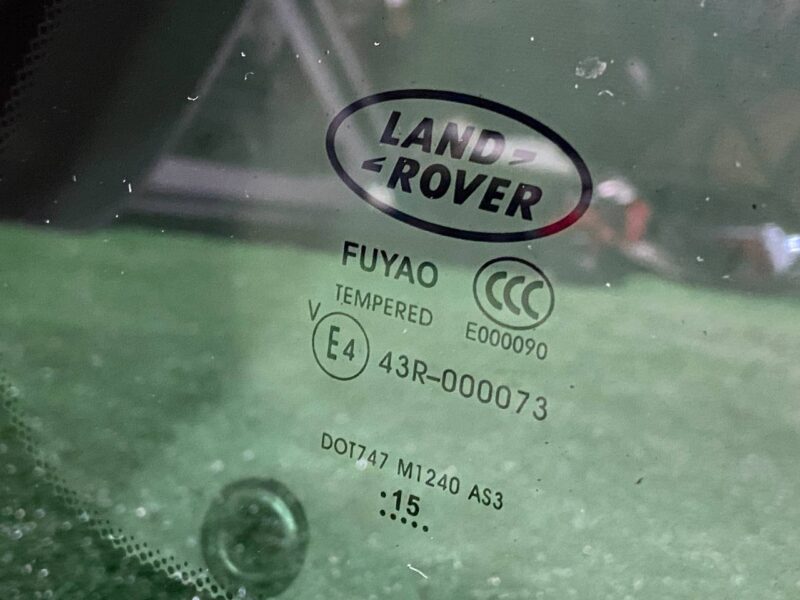 LAND
ROVER
FUYAO
CCC
TEMPERED
E000090
V
E4 43R-000073
DOT747 M1240 AS3
:15
.....